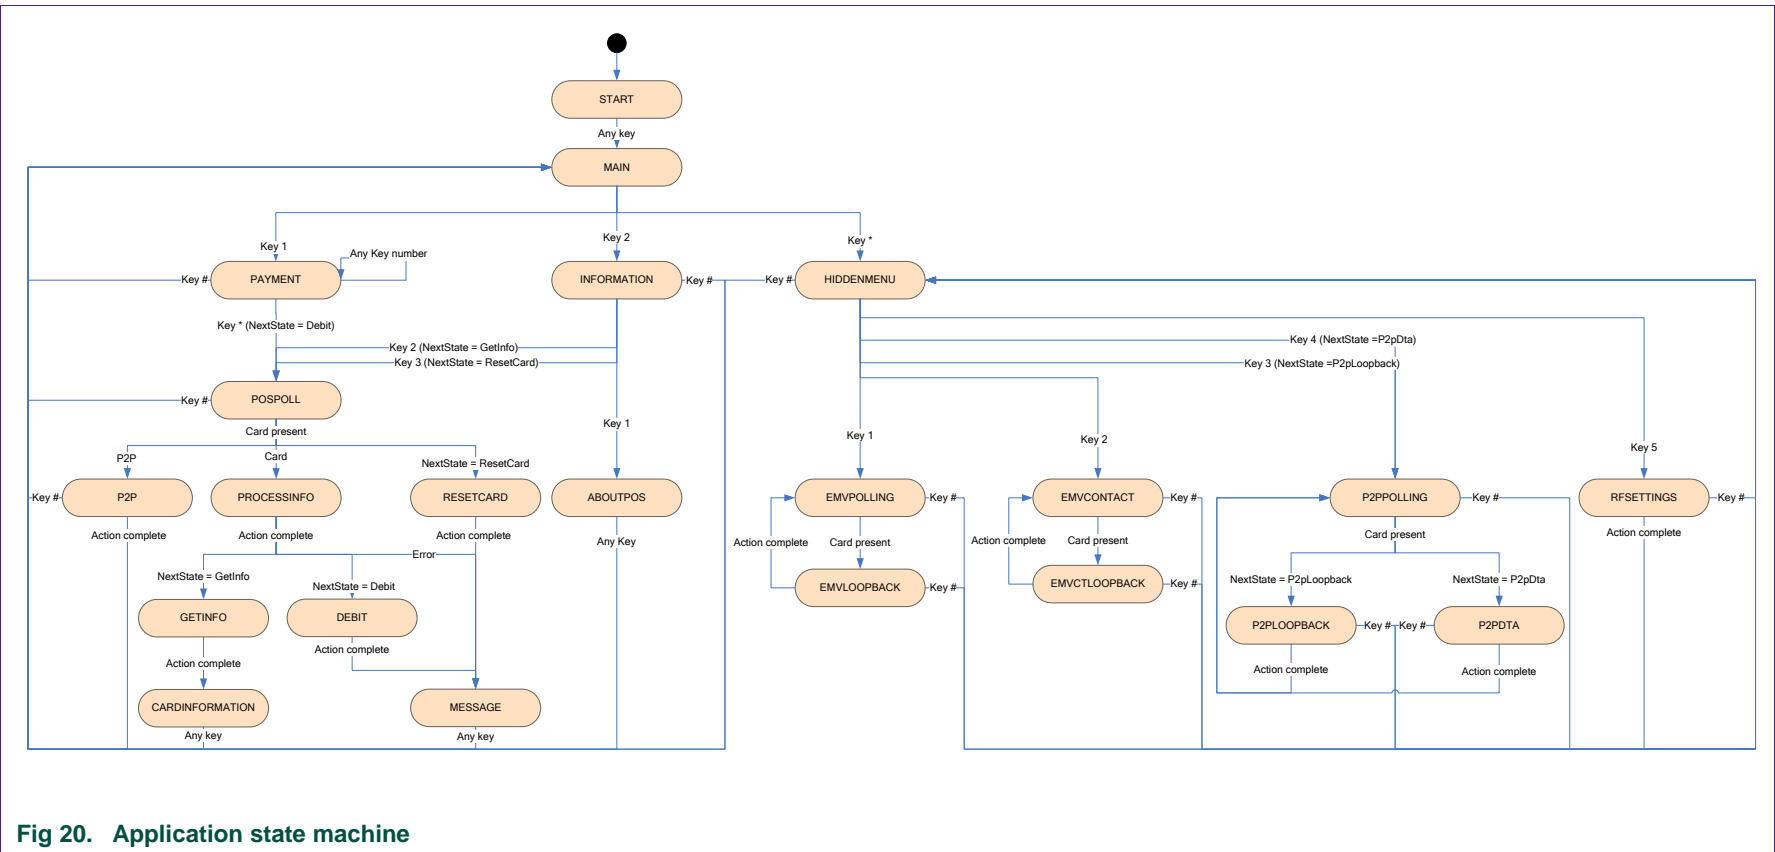 START
Any key
MAIN
Key 1
Key 2
Key *
Any Key number
Key #
PAYMENT
INFORMATION
Key #
Key #
HIDDENMENU
Key * (NextState = Debit)
Key 2 (NextState = GetInfo)
Key 3 (NextState = ResetCard)
Key 4 (NextState =P2pDta)
Key 3 (NextState =P2pLoopback)
Key #
POSPOLL
Card present
Key 1
Key 1
Key 2
Key 5
P2P
Card
NextState = ResetCard
Key #
P2P
PROCESSINFO
RESETCARD
ABOUTPOS
EMVPOLLING
Key #
EMVCONTACT
Key #
P2PPOLLING
Key #
RFSETTINGS
Key #
Action complete
Action complete
Action complete
Any Key
Action complete
Card present
Action complete
Card present
Card present
Action complete
Error
NextState = GetInfo
NextState = Debit
EMVLOOPBACK
Key #
EMVCTLOOPBACK
Key #
NextState = P2pLoopback
NextState = P2pDta
GETINFO
DEBIT
P2PLOOPBACK
Key #
Key #
P2PDTA
Action complete
Action complete
Action complete
Action complete
CARDINFORMATION
MESSAGE
Any key
Any key
Fig 20. Application state machine